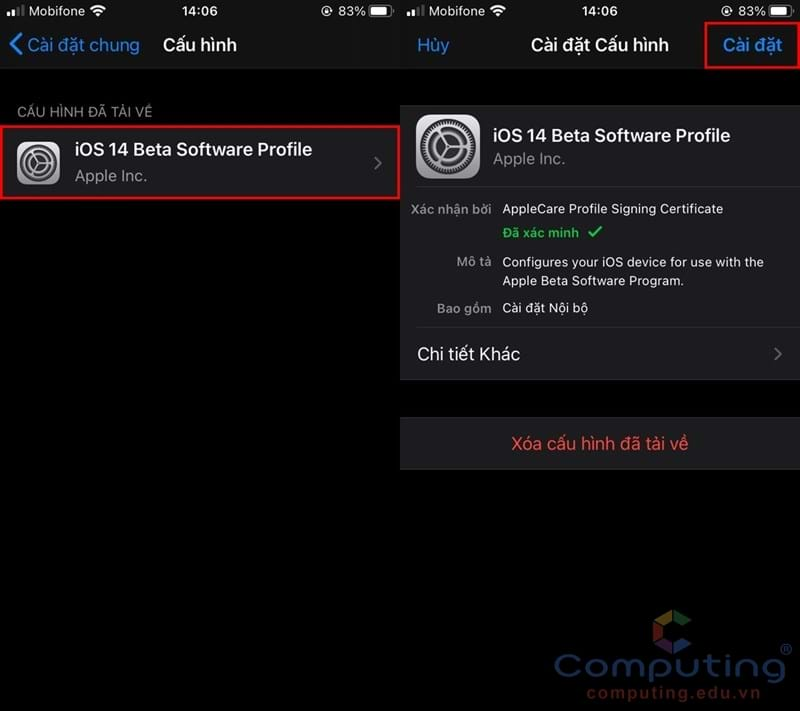 Mobifone 14:06 83%
Cài đặt chung Cấu hình
CẤU HÌNH ĐÃ TẢI VỀ
iOS 14 Beta Software Profile
Apple Inc.
Mobifone 14:06 83%
Hủy Cài đặt Cấu hình Cài đặt
iOS 14 Beta Software Profile
Apple Inc.
Xác nhận bởi AppleCare Profile Signing Certificate
Đã xác minh
Mô tả Configures your iOS device for use with the
Apple Beta Software Program.
Bao gồm Cài đặt Nội bộ
Chi tiết Khác
Xóa cấu hình đã tải về
Computing®
computing.edu.vn